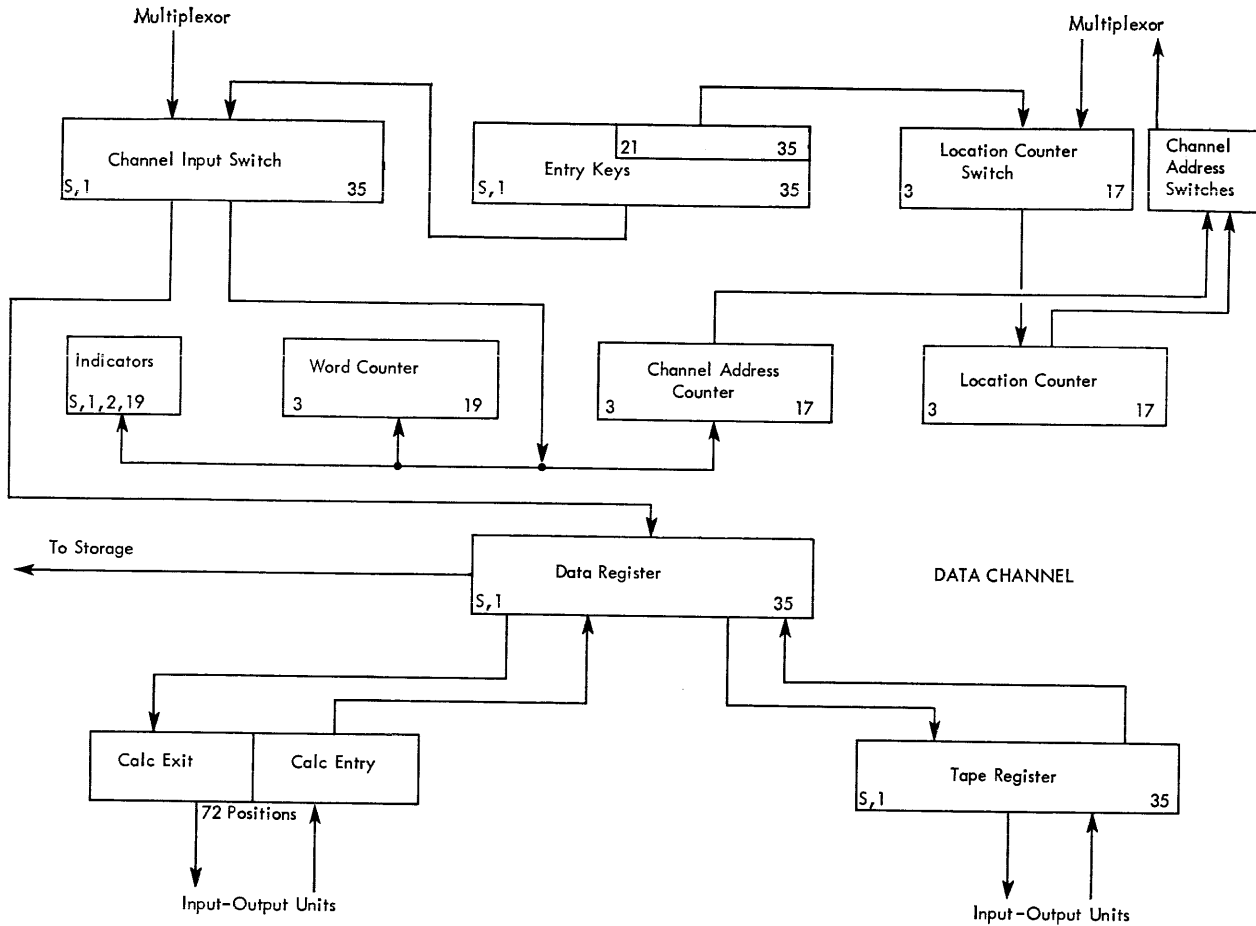 Multiplexor
Multiplexor
Channel Input Switch
S,1 35
21 35
Entry Keys
S,1 35
Location Counter
Switch
3 17
Channel
Address
Switches
indicators
S,1,2,19
Word Counter
3 19
Channel Address
Counter
3 17
Location Counter
3 17
To Storage
Data Register
S,1 35
DATA CHANNEL
Calc Exit
Calc Entry
72 Positions
Input-Output Units
Tape Register
S,1 35
Input-Output Units